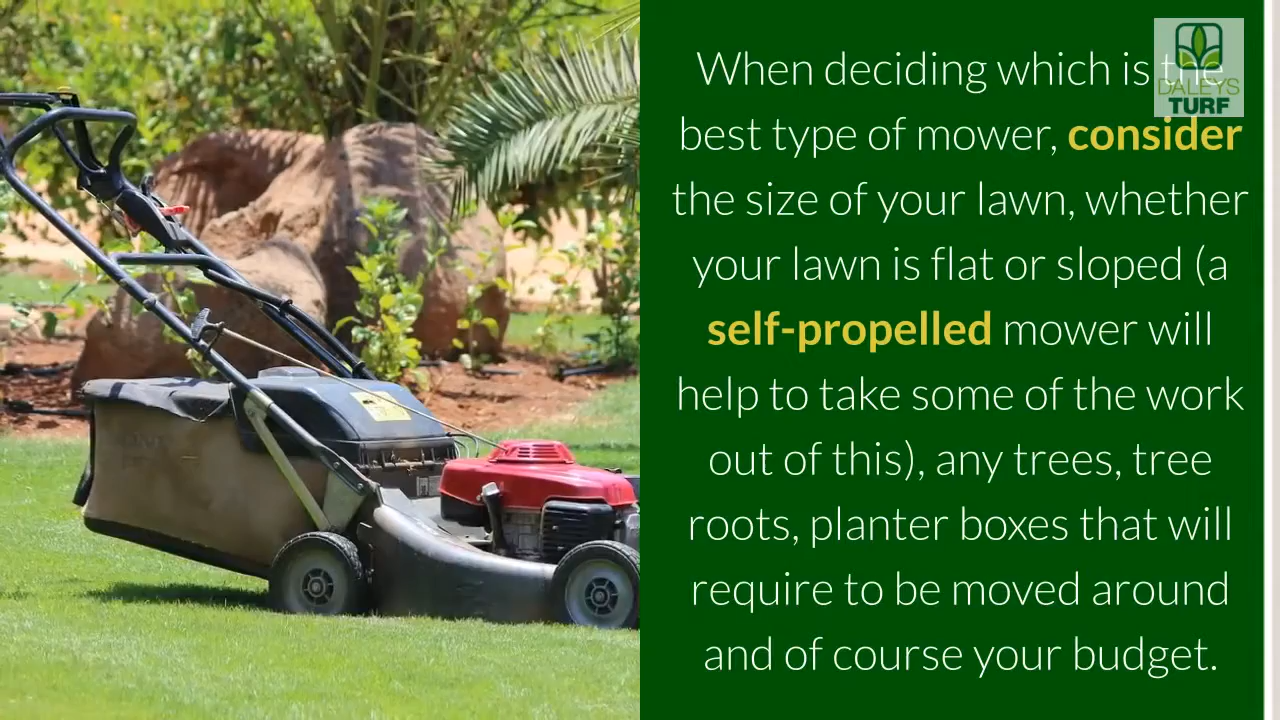 When deciding which is the
best type of mower, consider
the size of your lawn, whether
your lawn is flat or sloped (a
self-propelled mower will
help to take some of the work
out of this), any trees, tree
roots, planter boxes that will
require to be moved around
and of course your budget.
DALEYS
TURF